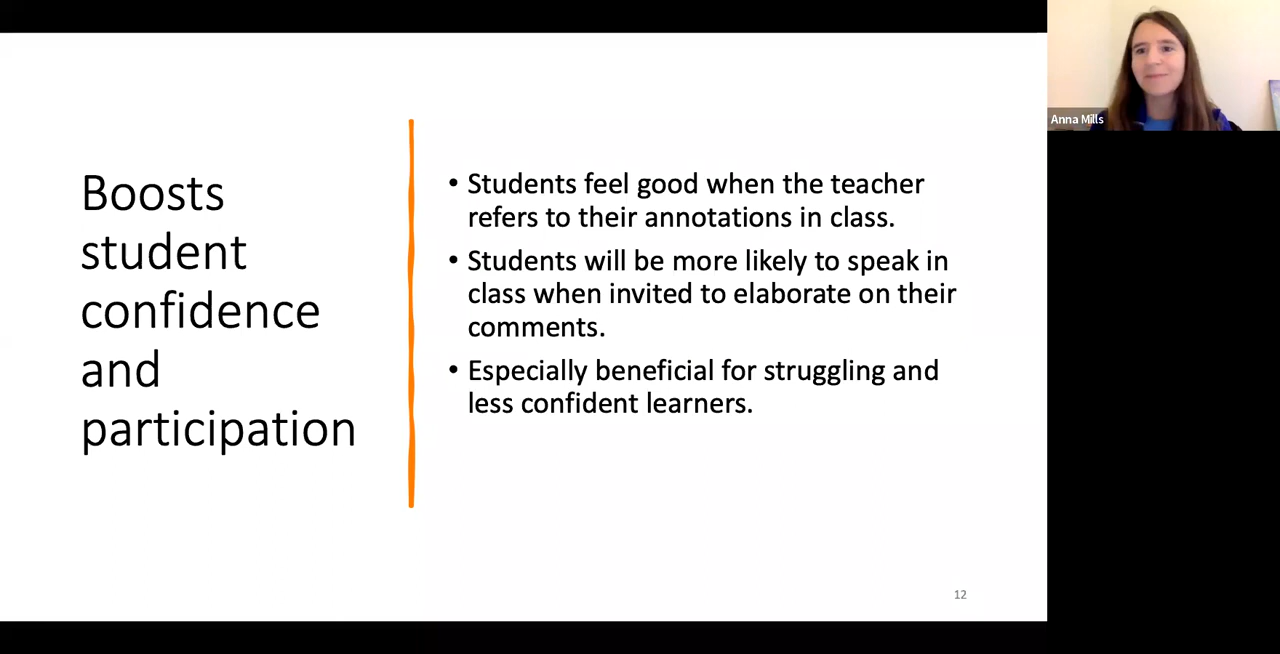 Boosts
student
confidence
and
participation
• Students feel good when the teacher
refers to their annotations in class.
• Students will be more likely to speak in
class when invited to elaborate on their
comments.
• Especially beneficial for struggling and
less confident learners.
12
Anna Mills